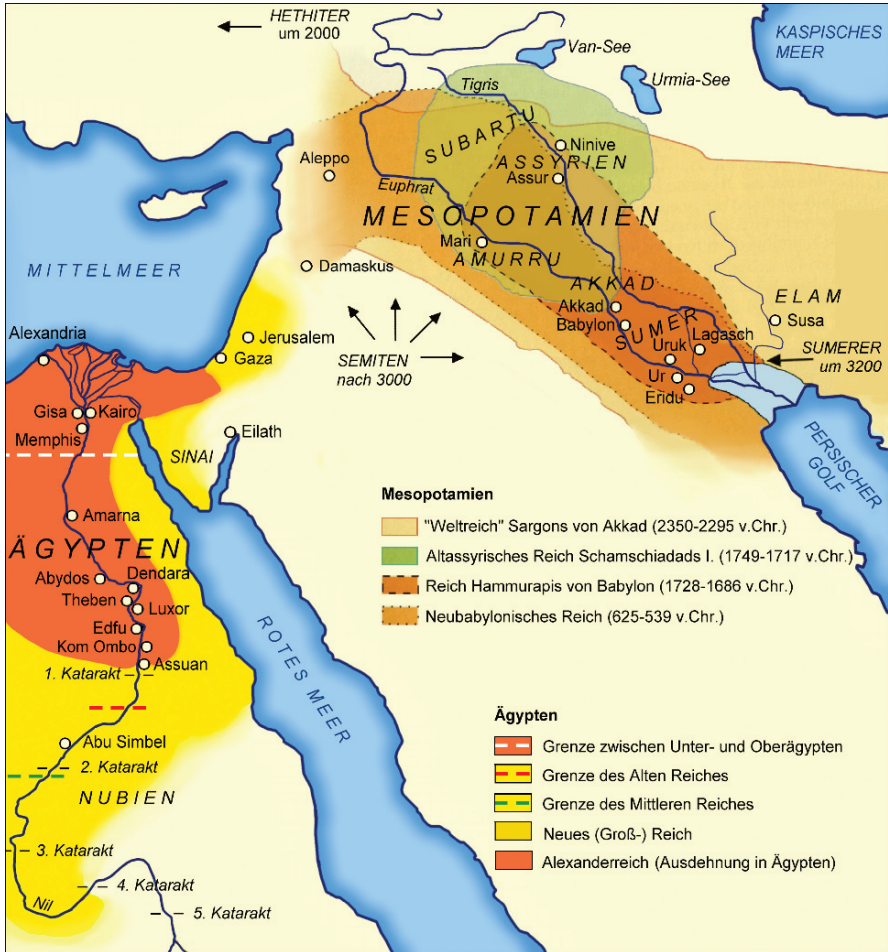 HETHITER
um 2000
Van-See
KASPISCHES
MEER
Urmia-See
Tigris
SUBARTU
Ninive
ASSYRIEN
Assur
Aleppo
Euphrat
MESOPOTAMIEN
Mari
AMURRU
MITTELMEER
Damaskus
AKKAD
Akkad
Babylon
SUMER
ELAM
Susa
Lagasch
Uruk
Ur
Eridu
SUMERER
um 3200
Alexandria
Jerusalem
Gaza
SEMITEN
nach 3000
Gisa
Kairo
Memphis
Eilath
SINAI
PERSISCHER
GOLF
Amarna
ÄGYPTEN
Abydos
Dendara
Theben
Luxor
Edfu
Kom Ombo
Assuan
1. Katarakt
ROTES MEER
Abu Simbel
2. Katarakt
NUBIEN
3. Katarakt
4. Katarakt
Nil
5. Katarakt
Mesopotamien
"Weltreich" Sargons von Akkad (2350-2295 v.Chr.)
Altassyrisches Reich Schamschiadads I. (1749-1717 v.Chr.)
Reich Hammurapis von Babylon (1728-1686 v.Chr.)
Neubabylonisches Reich (625-539 v.Chr.)
Ägypten
Grenze zwischen Unter- und Oberägypten
Grenze des Alten Reiches
Grenze des Mittleren Reiches
Neues (Groß-) Reich
Alexanderreich (Ausdehnung in Ägypten)